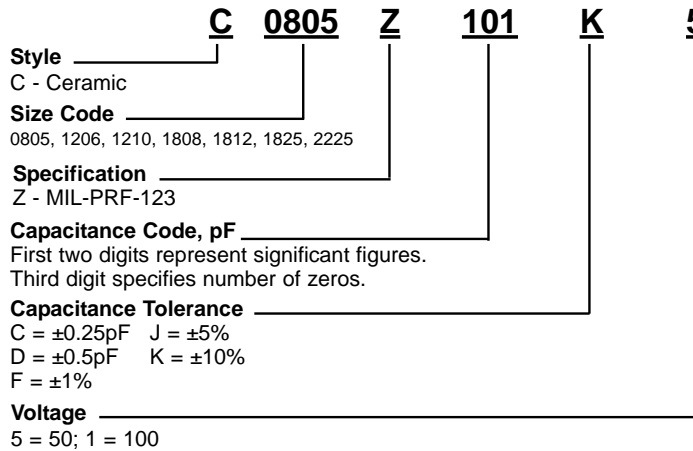 C 0805 Z 101 K 5
Style
C - Ceramic
Size Code
0805, 1206, 1210, 1808, 1812, 1825, 2225
Specification
Z - MIL-PRF-123
Capacitance Code, pF
First two digits represent significant figures.
Third digit specifies number of zeros.
Capacitance Tolerance
C = ±0.25pF J = ±5%
D = ±0.5pF K = ±10%
F = ±1%
Voltage
5 = 50; 1 = 100